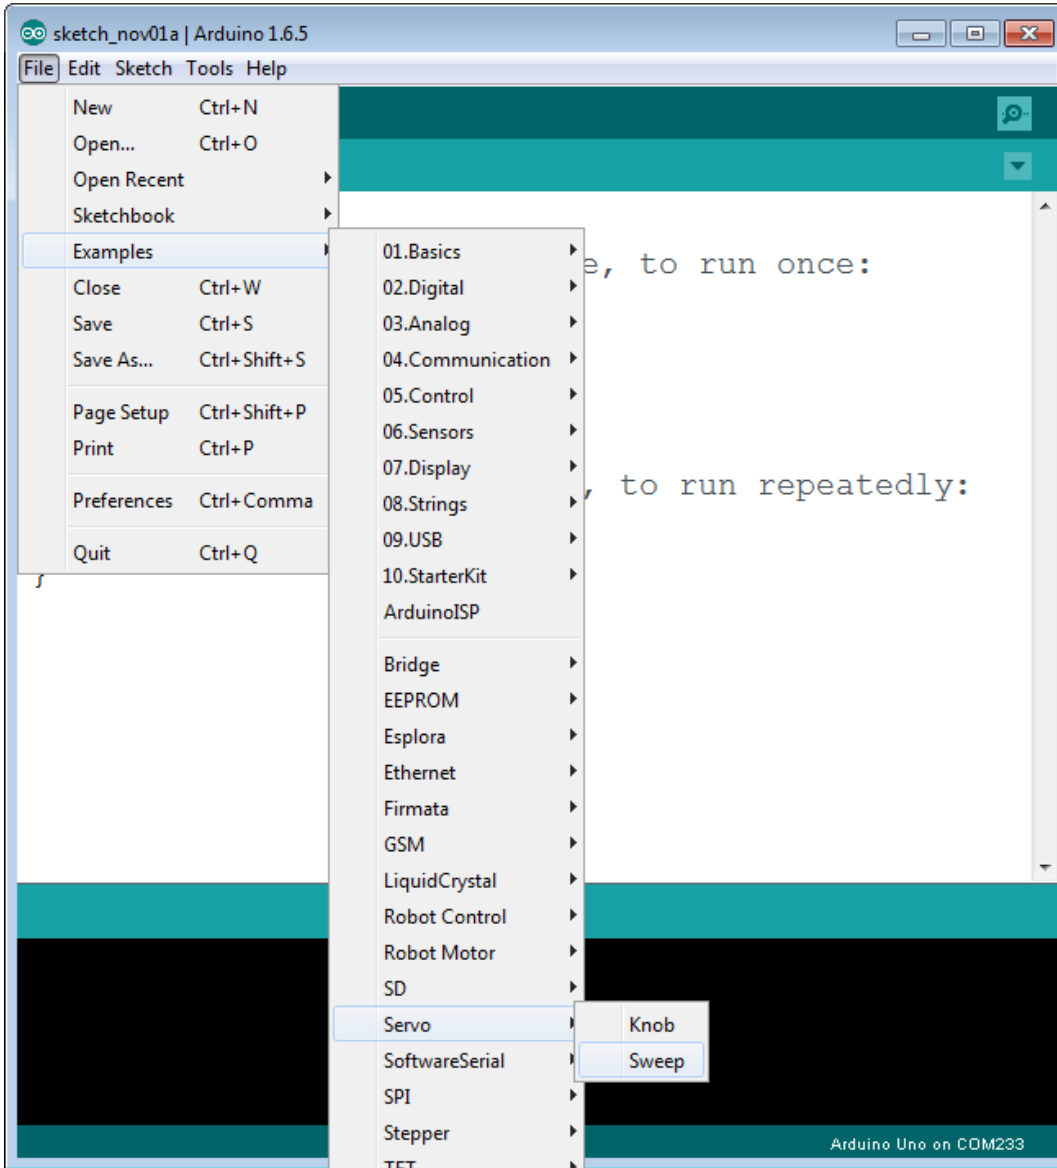 sketch_nov01a | Arduino 1.6.5
File Edit Sketch Tools Help
New Ctrl+N
Open... Ctrl+O
Open Recent
Sketchbook
Examples
Close Ctrl+W
Save Ctrl+S
Save As... Ctrl+Shift+S
Page Setup Ctrl+Shift+P
Print Ctrl+P
Preferences Ctrl+Comma
Quit Ctrl+Q
01.Basics
02.Digital
03.Analog
04.Communication
05.Control
06.Sensors
07.Display
08.Strings
09.USB
10.StarterKit
ArduinoISP
Bridge
EEPROM
Esplora
Ethernet
Firmata
GSM
LiquidCrystal
Robot Control
Robot Motor
SD
Servo
SoftwareSerial
SPI
Stepper
TFT
Knob
Sweep
e, to run once:
, to run repeatedly:
}
Arduino Uno on COM233